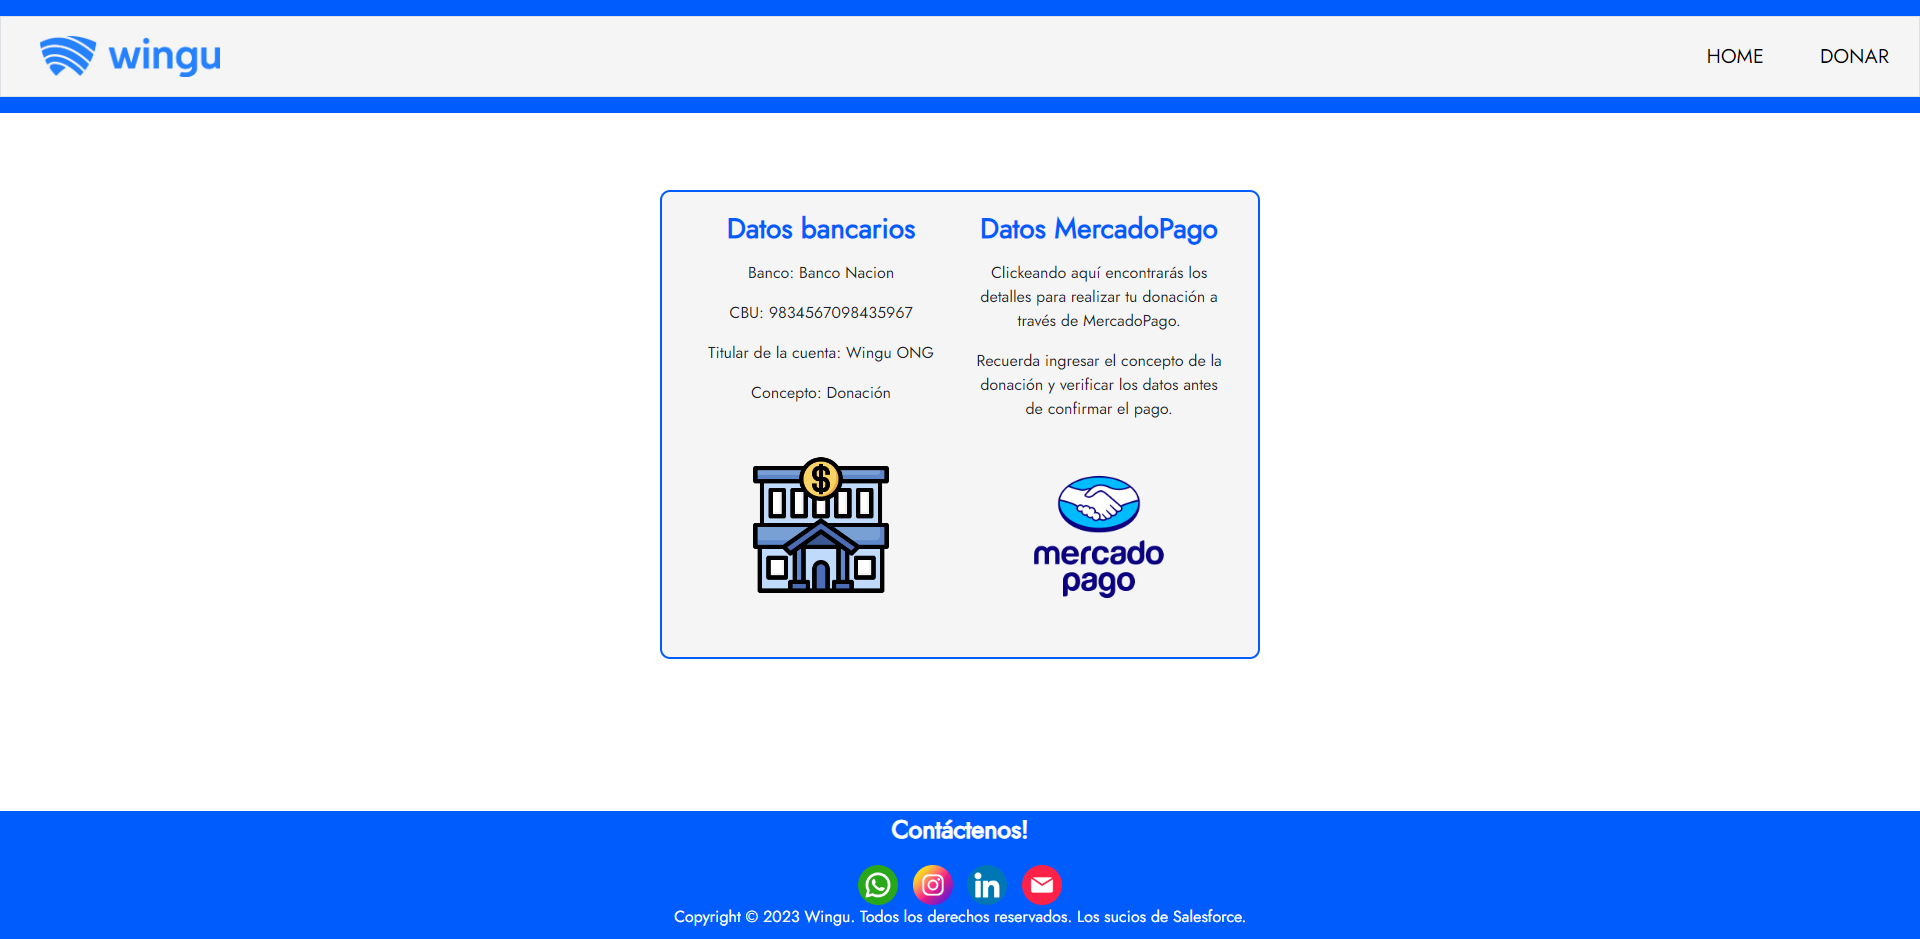 wingu
HOME
DONAR
Datos bancarios
Banco: Banco Nacion
CBU: 9834567098435967
Titular de la cuenta: Wingu ONG
Concepto: Donación
$
Datos MercadoPago
Clickeando aquí encontrarás los
detalles para realizar tu donación a
través de MercadoPago.
Recuerda ingresar el concepto de la
donación y verificar los datos antes
de confirmar el pago.
mercado
pago
Contáctenos!
in
Copyright © 2023 Wingu. Todos los derechos reservados. Los sucios de Salesforce.